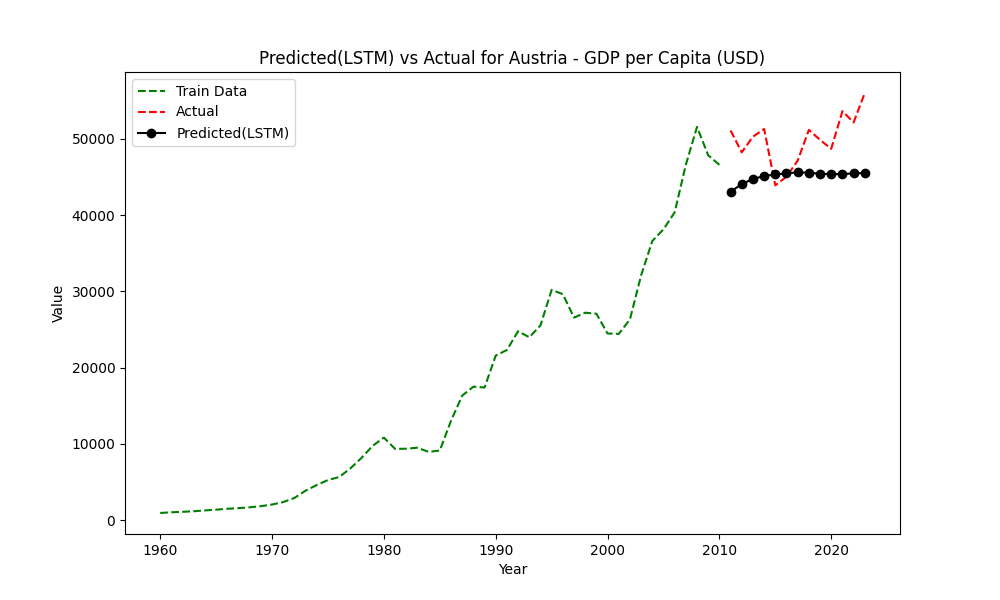 Predicted(LSTM) vs Actual for Austria - GDP per Capita (USD)
Train Data
Actual
Predicted(LSTM)
Value
50000
40000
30000
20000
10000
0
1960 1970 1980 1990 2000 2010 2020
Year